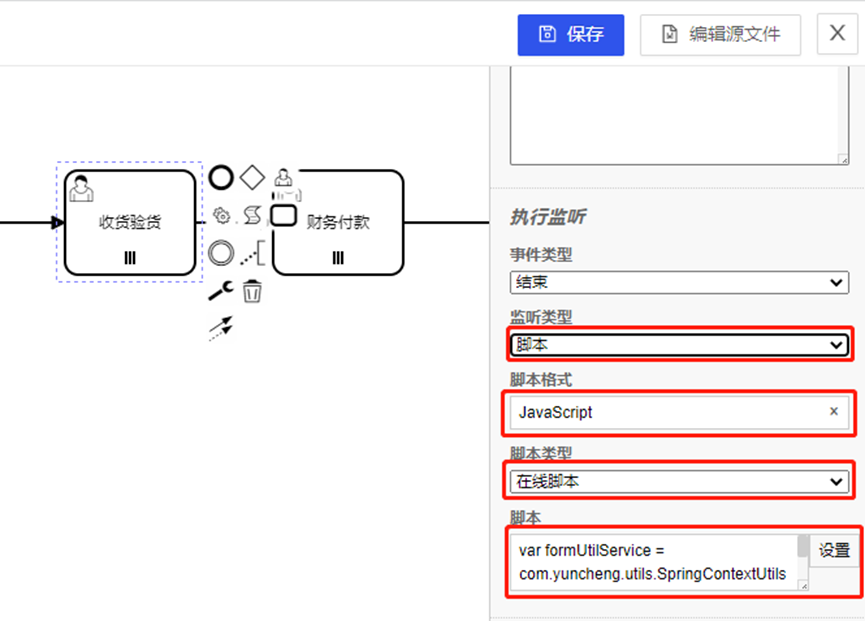 保存
编辑源文件
X
收货验货
财务付款
执行监听
事件类型
结束
监听类型
脚本
脚本格式
JavaScript
×
脚本类型
在线脚本
脚本
var formUtilService =
com.yuncheng.utils.SpringContextUtils
设置